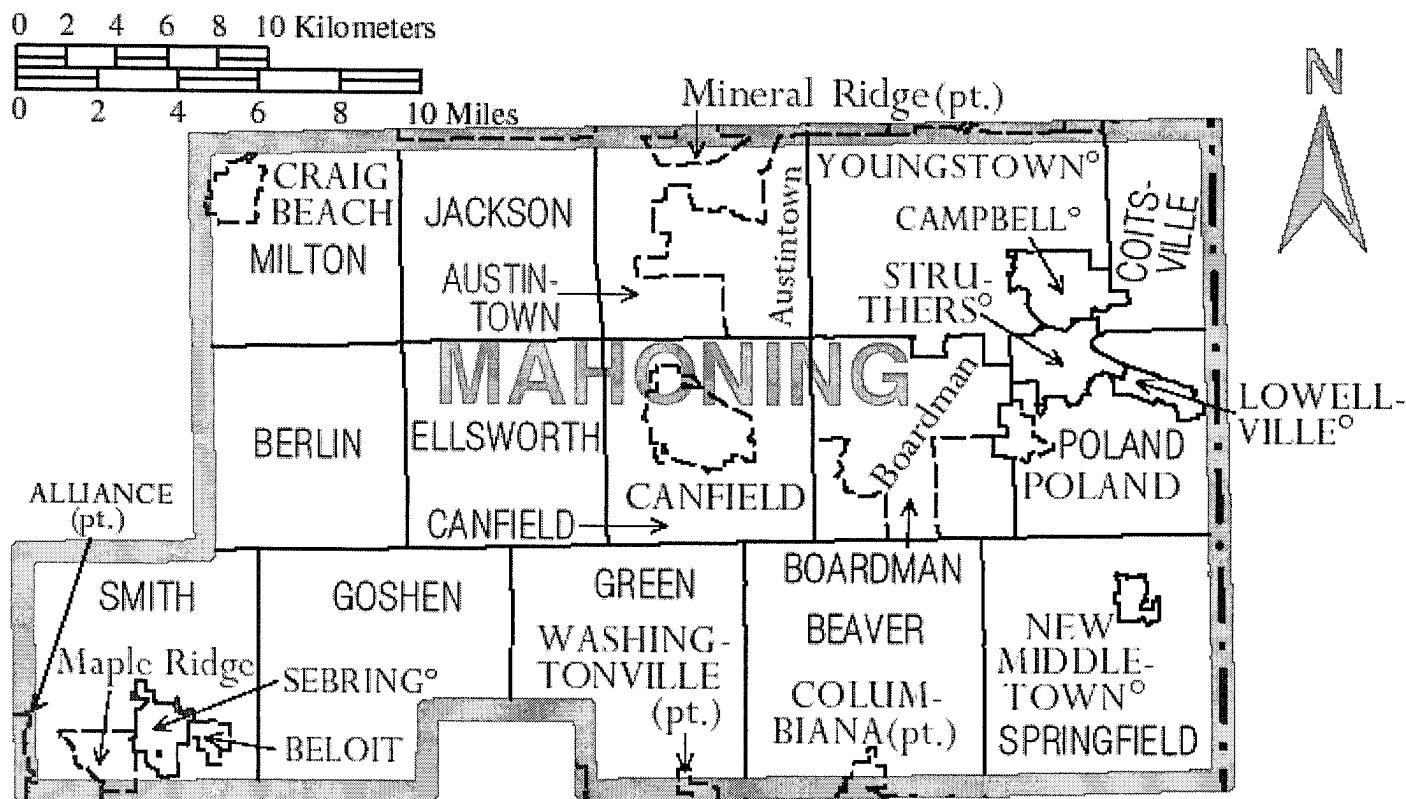 0 2 4 6 8 10 Kilometers
0 2 4 6 8 10 Miles
N
Mineral Ridge(pt.)
CRAIG
BEACH
MILTON
JACKSON
AUSTIN-
TOWN
Austintown
YOUNGSTOWN°
CAMPBELL°
STRU-
THERS°
COITS-
VILLE
MAHONING
BERLIN
ELLSWORTH
CANFIELD
CANFIELD
Boardman
POLAND
POLAND
LOWELL-
VILLE°
ALLIANCE
(pt.)
SMITH
GOSHEN
GREEN
BOARDMAN
BEAVER
WASHING-
TONVILLE
(pt.)
COLUM-
BIANA(pt.)
NEW
MIDDLE-
TOWN°
SPRINGFIELD
Maple Ridge
SEBRING°
BELOIT